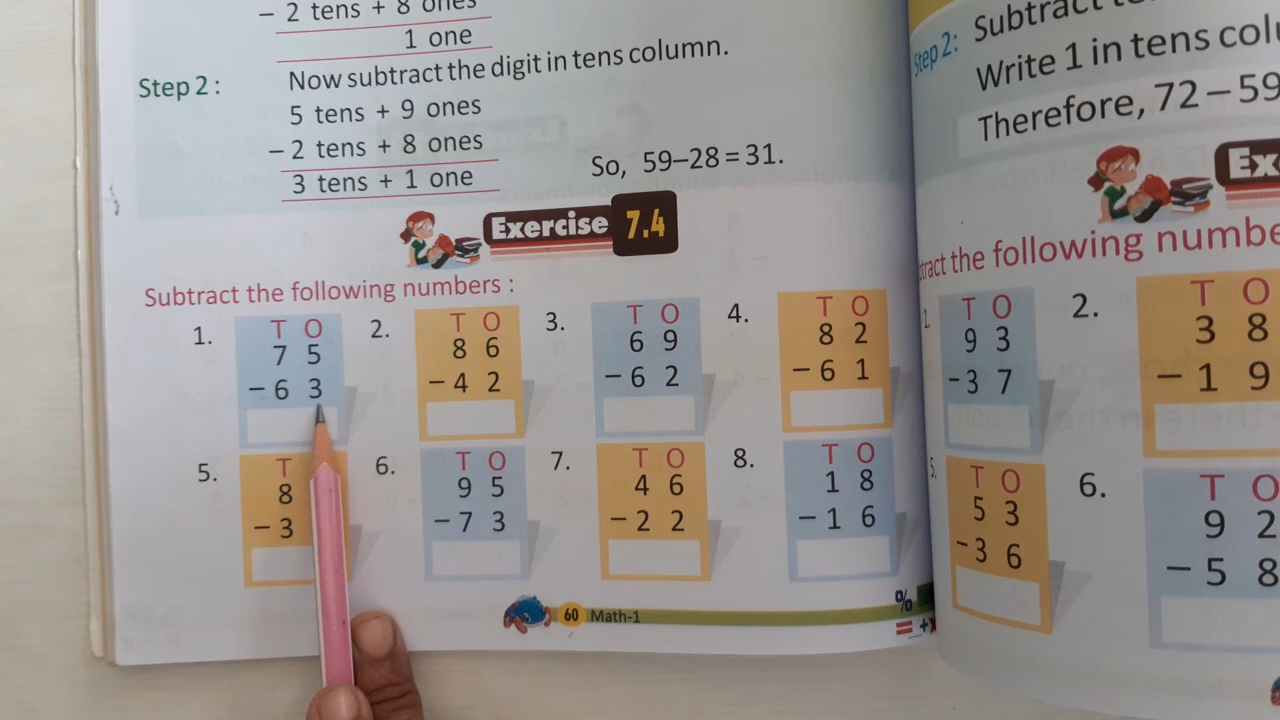 − 2 tens + 8 ones
1 one
Step 2 : Now subtract the digit in tens column.
5 tens + 9 ones
− 2 tens + 8 ones
3 tens + 1 one
So, 59–28 = 31.
Exercise 7.4
Subtract the following numbers :
1. 2. 3. 4.
T O T O T O T O
7 5 8 6 6 9 8 2
− 6 3 − 4 2 − 6 2 − 6 1
5. 6. 7. 8.
T T O T O T O
8 9 5 4 6 1 8
− 3 − 7 3 − 2 2 − 1 6
60 Math-1
% = +
Step 2: Subtract
Write 1 in tens
Therefore, 72 – 59
Ex
the following
1. 2.
T O T O
9 3 3 8
- 3 7 − 1 9
5. 6.
T O T O
5 3 9 2
- 3 6 − 5 8